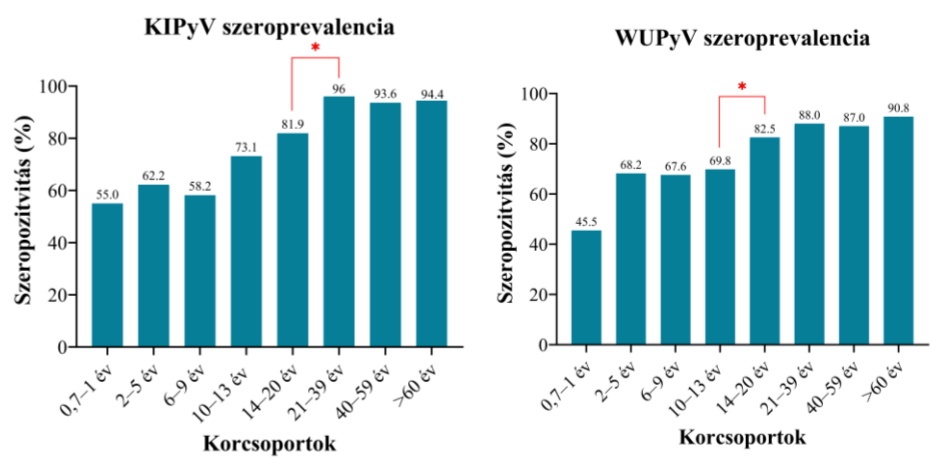 KIPyV szeroprevalencia
*
100
80
60
40
20
0
Szeropozitvitás (%)
55.0
62.2
58.2
73.1
81.9
96
93.6
94.4
0,7–1 év
2–5 év
6–9 év
10–13 év
14–20 év
21–39 év
40–59 év
>60 év
Korcsoportok
WUPyV szeroprevalencia
*
100
80
60
40
20
0
Szeropozitvitás (%)
45.5
68.2
67.6
69.8
82.5
88.0
87.0
90.8
0,7–1 év
2–5 év
6–9 év
10–13 év
14–20 év
21–39 év
40–59 év
>60 év
Korcsoportok